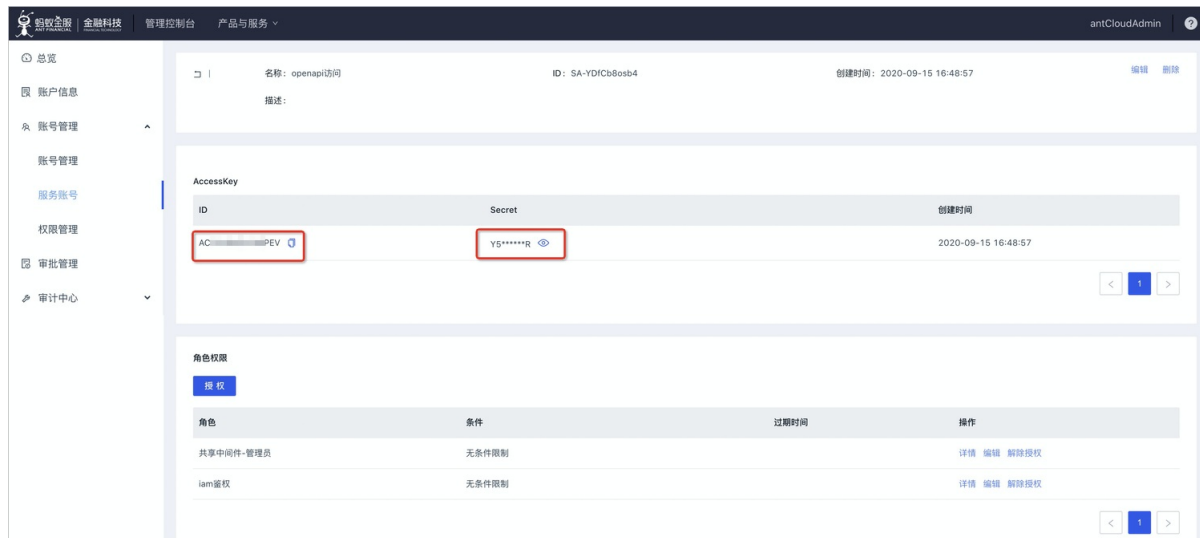 蚂蚁金服 金融科技 管理控制台 产品与服务 antCloudAdmin ?
ANT FINANCIAL FINANCIAL TECHNOLOGY
总览
账户信息
账号管理
账号管理
服务账号
权限管理
审批管理
审计中心
名称: openapi访问 ID: SA-YDfCb8osb4 创建时间: 2020-09-15 16:48:57 编辑 删除
描述:
AccessKey
ID Secret 创建时间
AC PEV Y5******R 2020-09-15 16:48:57
< 1 >
角色权限
授权
角色 条件 过期时间 操作
共享中间件-管理员 无条件限制 详情 编辑 解除授权
iam鉴权 无条件限制 详情 编辑 解除授权
< 1 >